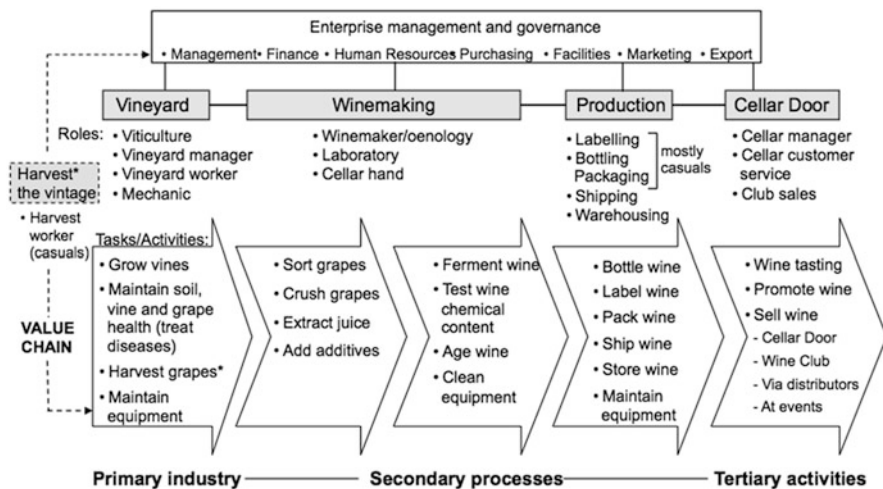 Enterprise management and governance
• Management • Finance • Human Resources • Purchasing • Facilities • Marketing • Export
Vineyard
Winemaking
Production
Cellar Door
Roles:
• Viticulture
• Vineyard manager
• Vineyard worker
• Mechanic
• Winemaker/oenology
• Laboratory
• Cellar hand
• Labelling
• Bottling
Packaging
• Shipping
• Warehousing
mostly
casuals
• Cellar manager
• Cellar customer
service
• Club sales
Harvest*
the vintage
• Harvest
worker
(casuals)
VALUE
CHAIN
Tasks/Activities:
• Grow vines
• Maintain soil,
vine and grape
health (treat
diseases)
• Harvest grapes*
• Maintain
equipment
• Sort grapes
• Crush grapes
• Extract juice
• Add additives
• Ferment wine
• Test wine
chemical
content
• Age wine
• Clean
equipment
• Bottle wine
• Label wine
• Pack wine
• Ship wine
• Store wine
• Maintain
equipment
• Wine tasting
• Promote wine
• Sell wine
- Cellar Door
- Wine Club
- Via distributors
- At events
Primary industry
Secondary processes
Tertiary activities